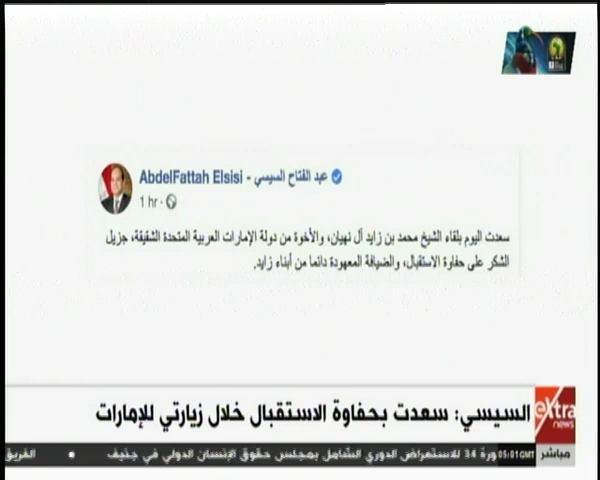 AbdelFattah Elsisi - عبد الفتاح السيسي
1 hr ·
سعدت اليوم بلقاء الشيخ محمد بن زايد آل نهيان، والأخوة من دولة الإمارات العربية المتحدة الشقيقة، جزيل
الشكر على حفاوة الاستقبال، والضيافة المعهودة دائما من أبناء زايد.
السيسي: سعدت بحفاوة الاستقبال خلال زيارتي للإمارات
eXtra
news
مباشر
05:01GMT
ورة 34 للاستعراض الدوري الشامل بمجلس حقوق الإنسان الدولي في جنيف ■ الفريق